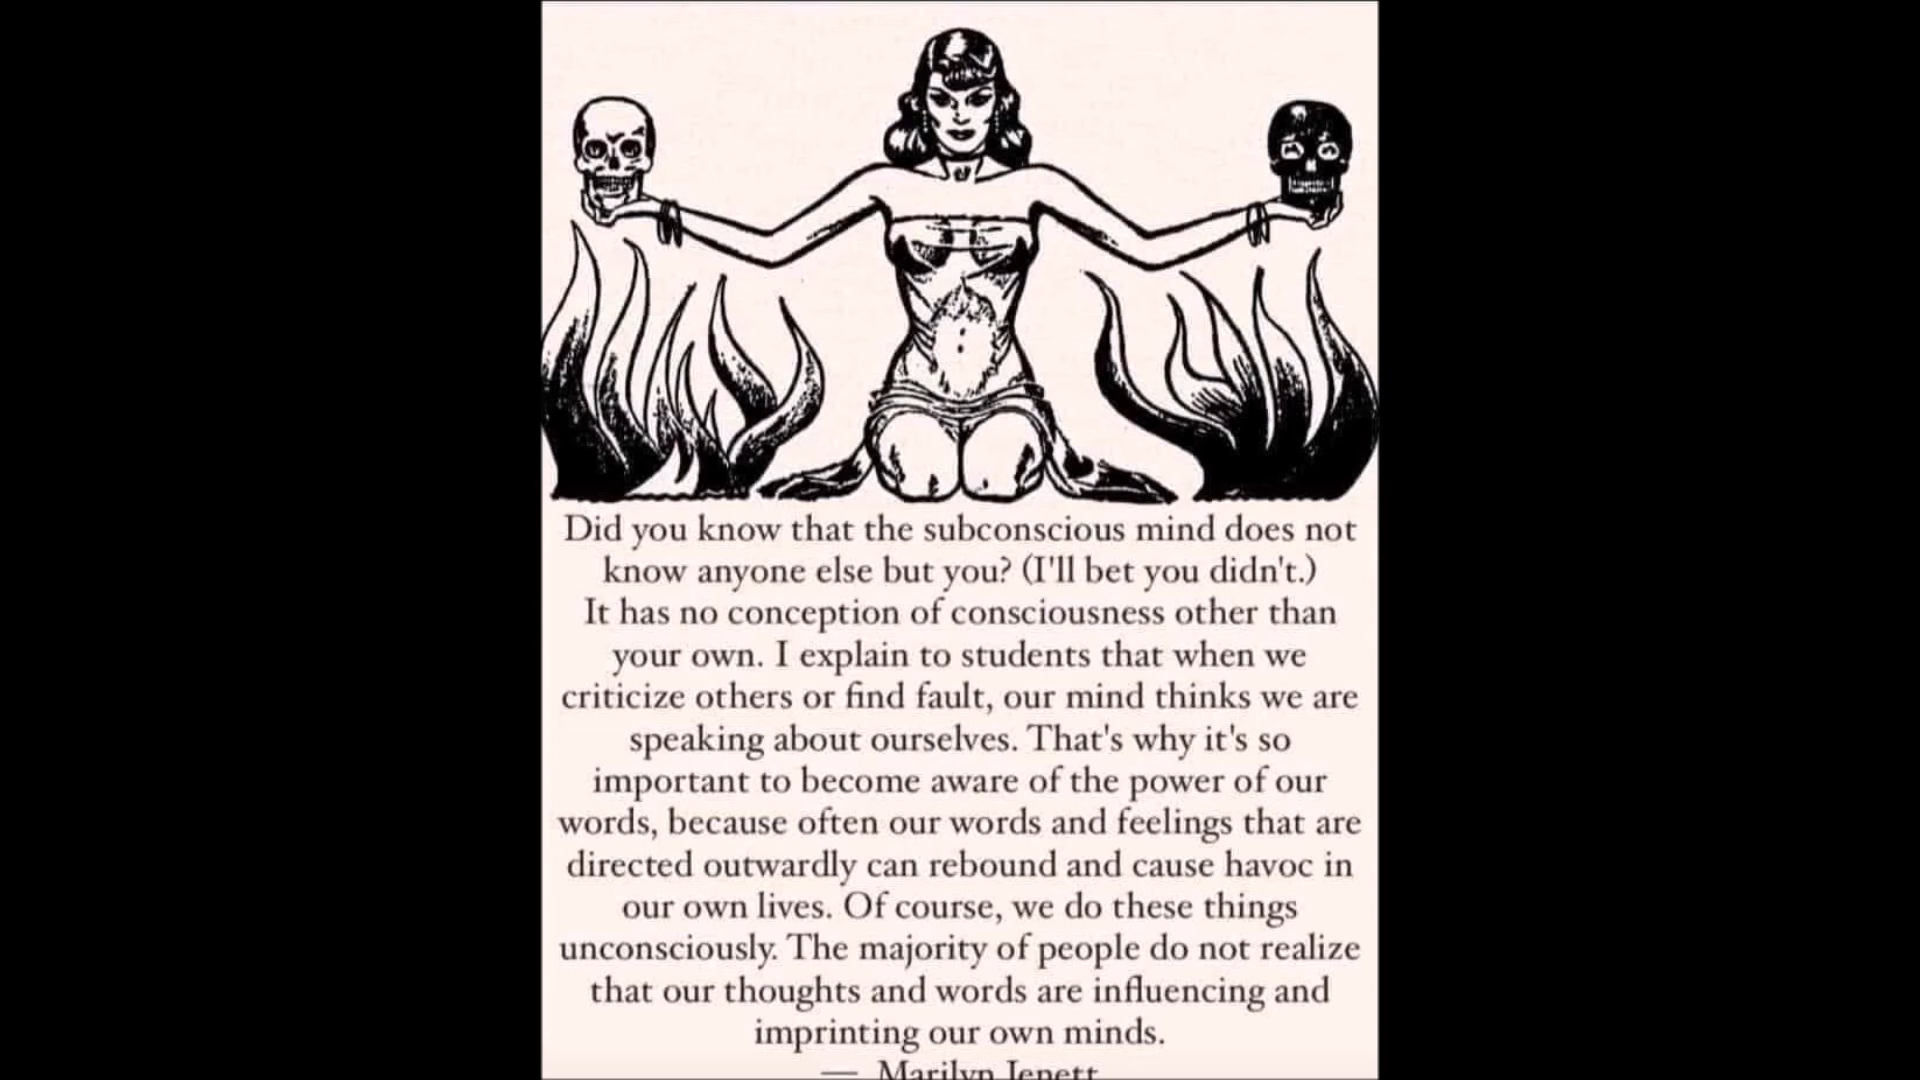 Did you know that the subconscious mind does not
know anyone else but you? (I'll bet you didn't.)
It has no conception of consciousness other than
your own. I explain to students that when we
criticize others or find fault, our mind thinks we are
speaking about ourselves. That's why it's so
important to become aware of the power of our
words, because often our words and feelings that are
directed outwardly can rebound and cause havoc in
our own lives. Of course, we do these things
unconsciously. The majority of people do not realize
that our thoughts and words are influencing and
imprinting our own minds.
— Marilyn Jenett